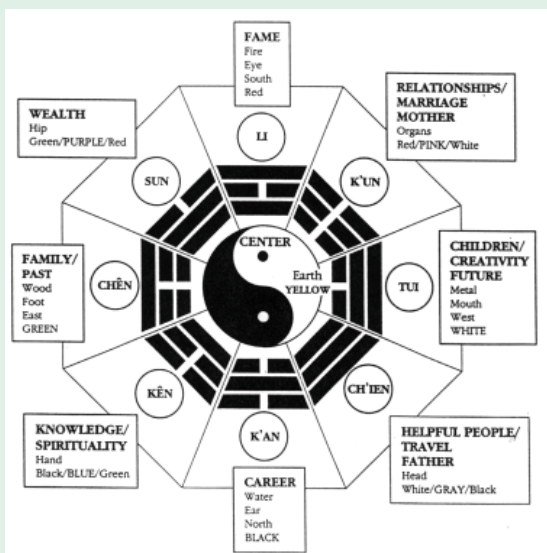 FAME
Fire
Eye
South
Red
LI
RELATIONSHIPS/
MARRIAGE
MOTHER
Organs
Red/PINK/White
K'UN
WEALTH
Hip
Green/PURPLE/Red
SUN
CENTER
Earth
YELLOW
FAMILY/
PAST
Wood
Foot
East
GREEN
CHÊN
CHILDREN/
CREATIVITY
FUTURE
Metal
Mouth
West
WHITE
TUI
KNOWLEDGE/
SPIRITUALITY
Hand
Black/BLUE/Green
KÊN
CH'IEN
HELPFUL PEOPLE/
TRAVEL
FATHER
Head
White/GRAY/Black
K'AN
CAREER
Water
Ear
North
BLACK